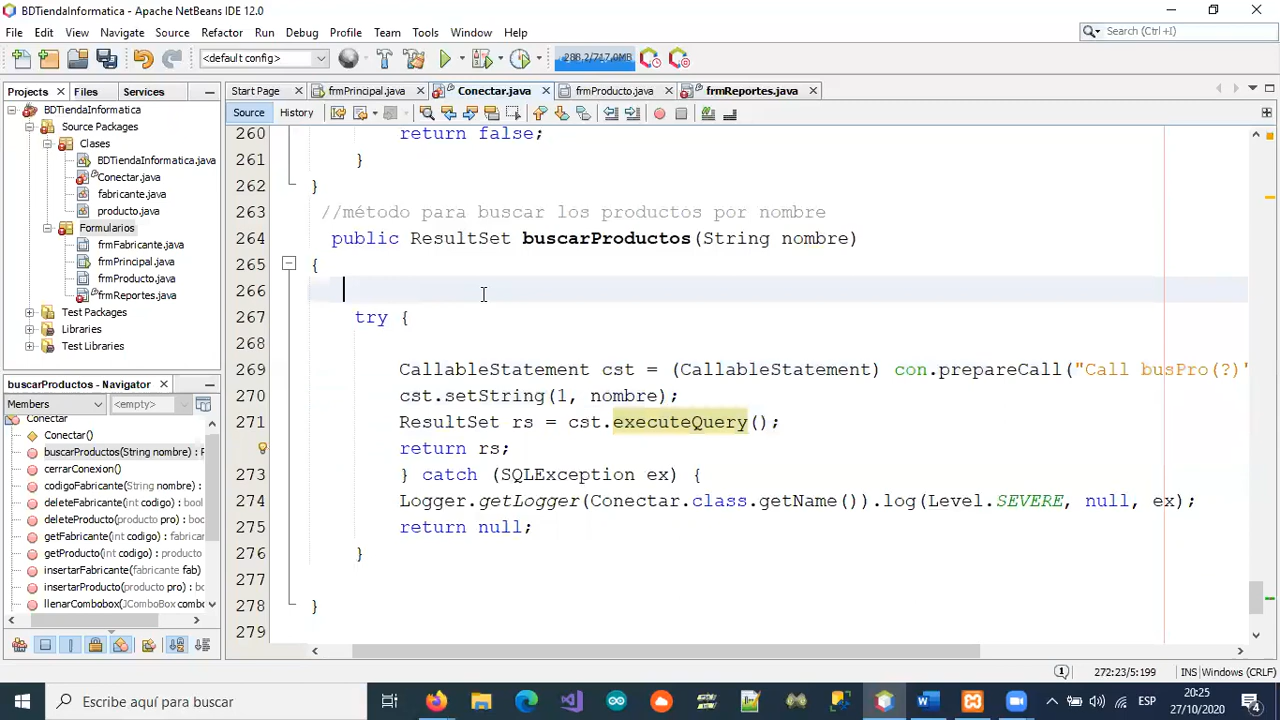 BDTiendaInformatica - Apache NetBeans IDE 12.0
File Edit View Navigate Source Refactor Run Debug Profile Team Tools Window Help
Search (Ctrl+I)
<default config>
288.2/717.0MB
Projects Files Services
Start Page frmPrincipal.java Conectar.java frmProducto.java frmReportes.java
Source History
BDTiendaInformatica
Source Packages
Clases
BDTiendaInformatica.java
Conectar.java
fabricante.java
producto.java
Formularios
frmFabricante.java
frmPrincipal.java
frmProducto.java
frmReportes.java
Test Packages
Libraries
Test Libraries
buscarProductos - Navigator
Members <empty>
Conectar
Conectar()
buscarProductos(String nombre) :
cerrarConexion()
codigoFabricante(String nombre) :
deleteFabricante(int codigo) : bool
deleteProducto(producto pro) : bo
getFabricante(int codigo) : fabrica
getProducto(int codigo) : producto
insertarFabricante(fabricante fab)
insertarProducto(producto pro) : bo
llenarCombobox(JComboBox combo
260 return false;
261 }
262 }
263 //método para buscar los productos por nombre
264 public ResultSet buscarProductos(String nombre)
265 {
266
267 try {
268
269 CallableStatement cst = (CallableStatement) con.prepareCall("Call busPro(?)"
270 cst.setString(1, nombre);
271 ResultSet rs = cst.executeQuery();
return rs;
273 } catch (SQLException ex) {
274 Logger.getLogger(Conectar.class.getName()).log(Level.SEVERE, null, ex);
275 return null;
276 }
277
278 }
279
272:23/5:199 INS Windows (CRLF)
Escribe aquí para buscar
ESP
20:25
27/10/2020
4